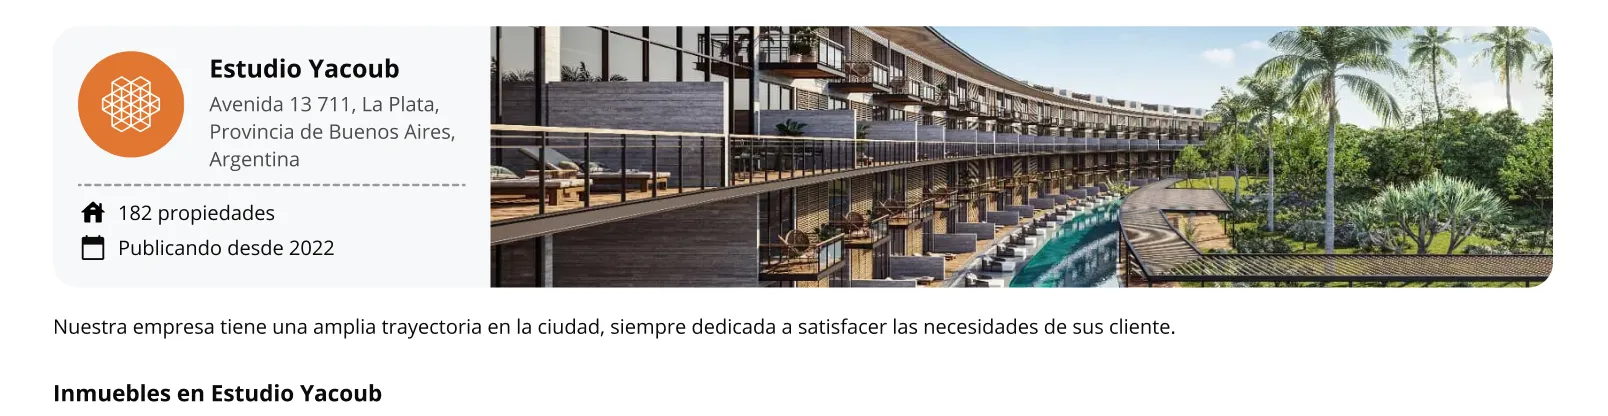 Estudio Yacoub
Avenida 13 711, La Plata,
Provincia de Buenos Aires,
Argentina
182 propiedades
Publicando desde 2022
Nuestra empresa tiene una amplia trayectoria en la ciudad, siempre dedicada a satisfacer las necesidades de sus cliente.
Inmuebles en Estudio Yacoub